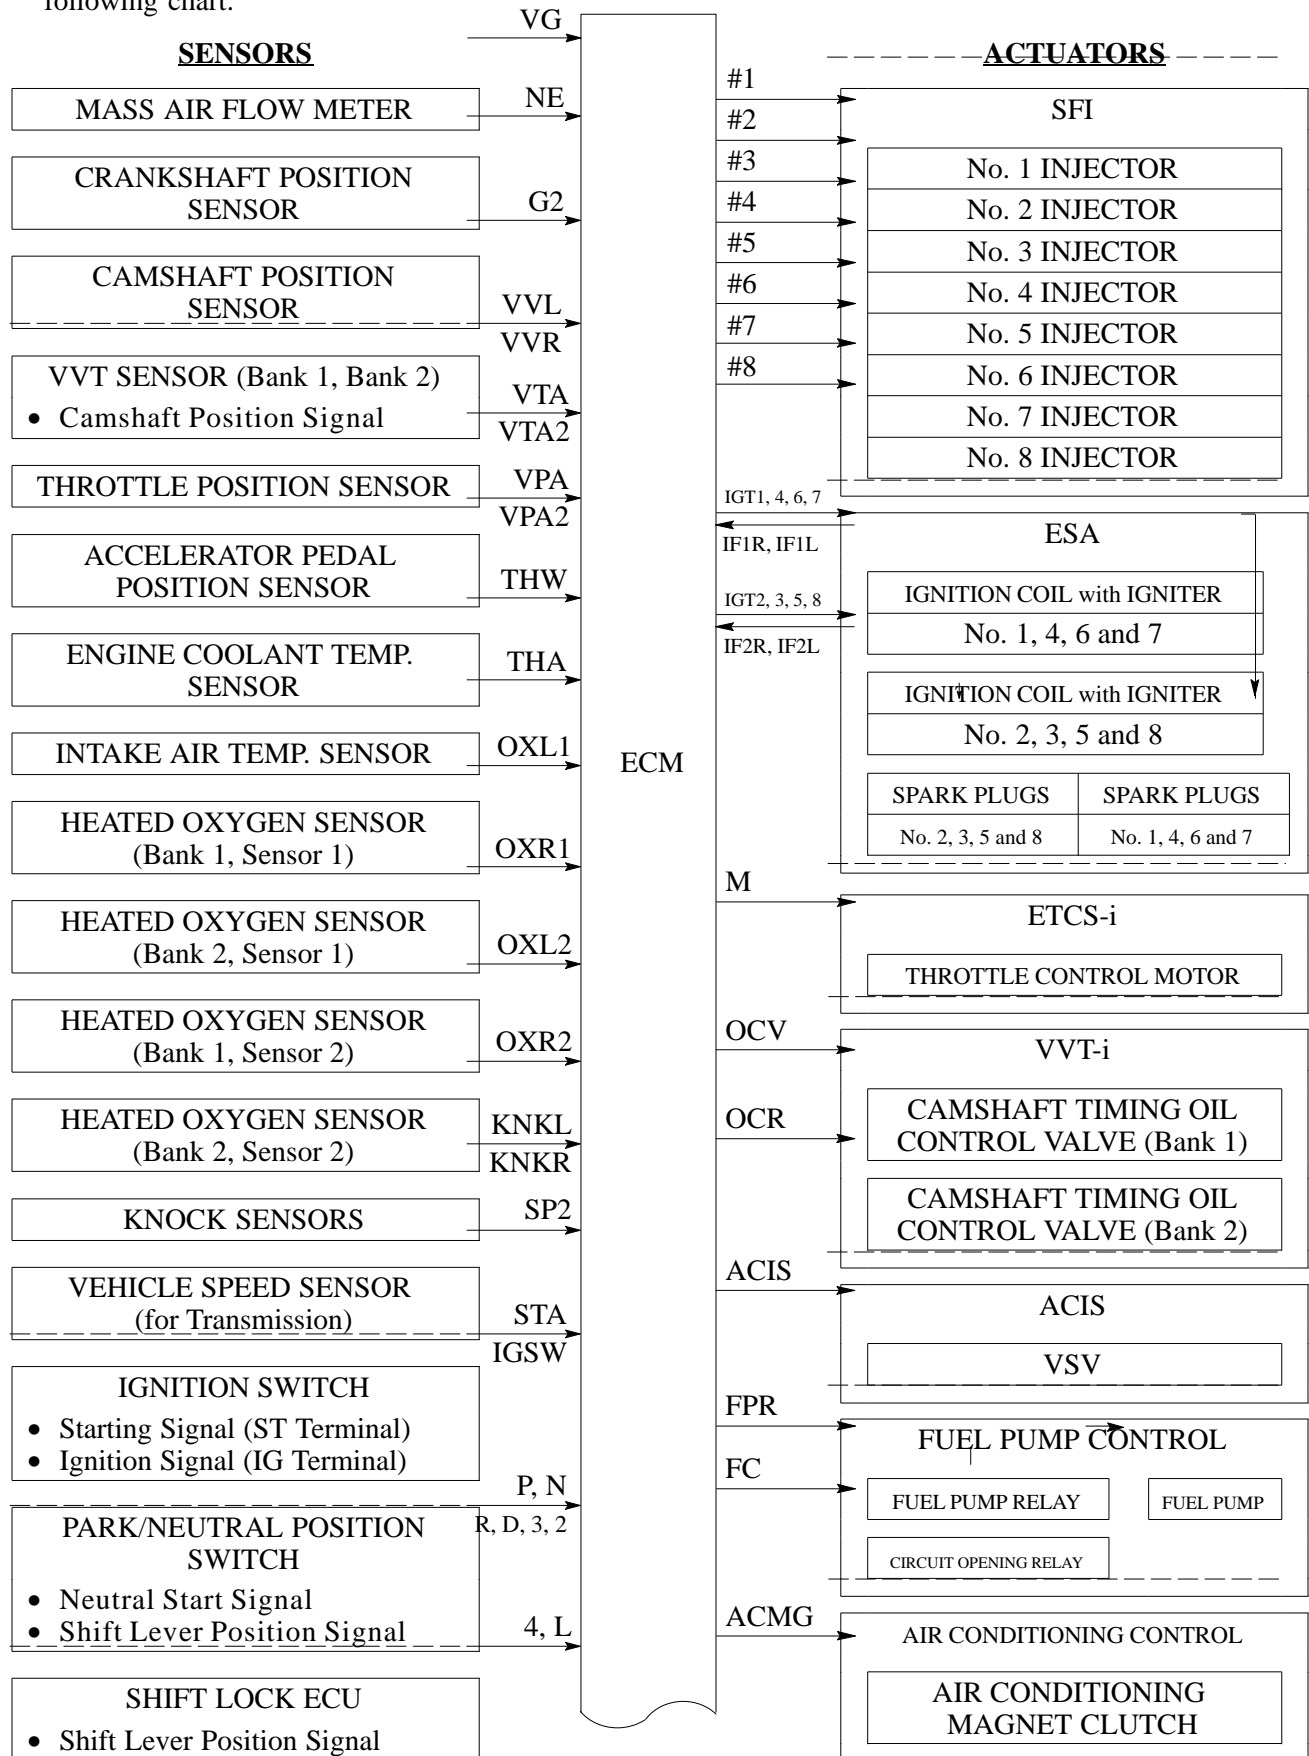 following chart.
SENSORS
MASS AIR FLOW METER
CRANKSHAFT POSITION
SENSOR
CAMSHAFT POSITION
SENSOR
VVT SENSOR (Bank 1, Bank 2)
• Camshaft Position Signal
THROTTLE POSITION SENSOR
ACCELERATOR PEDAL
POSITION SENSOR
ENGINE COOLANT TEMP.
SENSOR
INTAKE AIR TEMP. SENSOR
HEATED OXYGEN SENSOR
(Bank 1, Sensor 1)
HEATED OXYGEN SENSOR
(Bank 2, Sensor 1)
HEATED OXYGEN SENSOR
(Bank 1, Sensor 2)
HEATED OXYGEN SENSOR
(Bank 2, Sensor 2)
KNOCK SENSORS
VEHICLE SPEED SENSOR
(for Transmission)
IGNITION SWITCH
• Starting Signal (ST Terminal)
• Ignition Signal (IG Terminal)
PARK/NEUTRAL POSITION
SWITCH
• Neutral Start Signal
• Shift Lever Position Signal
SHIFT LOCK ECU
• Shift Lever Position Signal
VG
NE
G2
VVL
VVR
VTA
VTA2
VPA
VPA2
THW
THA
OXL1
OXR1
OXL2
OXR2
KNKL
KNKR
SP2
STA
IGSW
P, N
R, D, 3, 2
4, L
ECM
#1
#2
#3
#4
#5
#6
#7
#8
IGT1, 4, 6, 7
IF1R, IF1L
IGT2, 3, 5, 8
IF2R, IF2L
M
OCV
OCR
ACIS
FPR
FC
ACMG
ACTUATORS
SFI
No. 1 INJECTOR
No. 2 INJECTOR
No. 3 INJECTOR
No. 4 INJECTOR
No. 5 INJECTOR
No. 6 INJECTOR
No. 7 INJECTOR
No. 8 INJECTOR
ESA
IGNITION COIL with IGNITER
No. 1, 4, 6 and 7
IGNITION COIL with IGNITER
No. 2, 3, 5 and 8
SPARK PLUGS SPARK PLUGS
No. 2, 3, 5 and 8 No. 1, 4, 6 and 7
ETCS-i
THROTTLE CONTROL MOTOR
VVT-i
CAMSHAFT TIMING OIL
CONTROL VALVE (Bank 1)
CAMSHAFT TIMING OIL
CONTROL VALVE (Bank 2)
ACIS
VSV
FUEL PUMP CONTROL
FUEL PUMP RELAY FUEL PUMP
CIRCUIT OPENING RELAY
AIR CONDITIONING CONTROL
AIR CONDITIONING
MAGNET CLUTCH